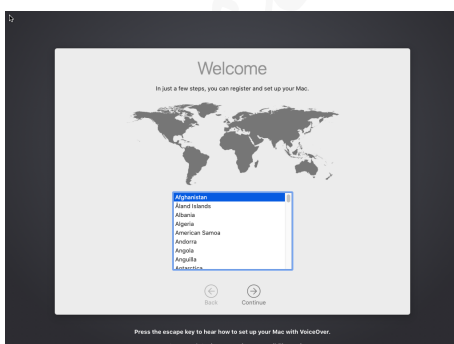 Welcome
In just a few steps, you can register and set up your Mac.
Afghanistan
Åland Islands
Albania
Algeria
American Samoa
Andorra
Angola
Anguilla
Antarctica
Back
Continue
Press the escape key to hear how to set up your Mac with VoiceOver.